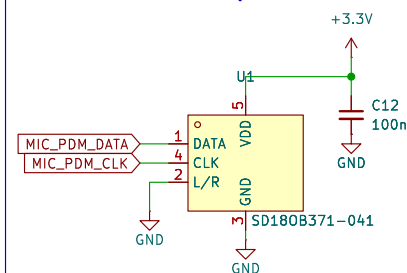 +3.3V
U1
C12
100n
GND
5
VDD
MIC_PDM_DATA
1
DATA
MIC_PDM_CLK
4
CLK
2
L/R
GND
GND
3
SD18OB371-041
GND